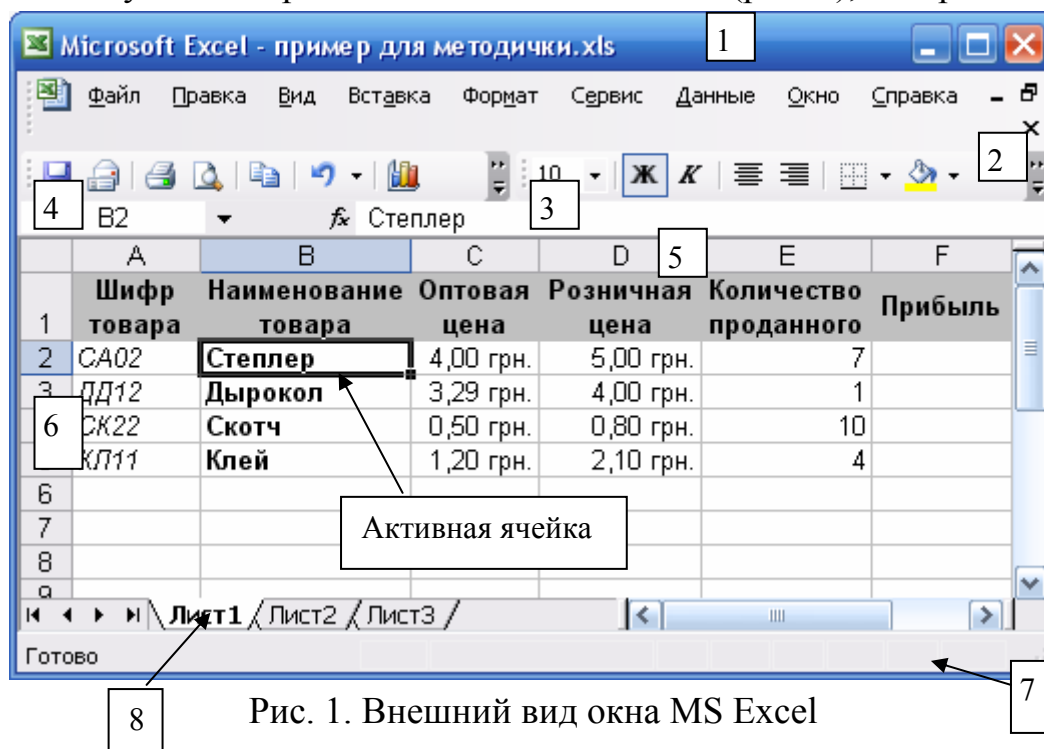 Microsoft Excel - пример для методички.xls 1
Файл Правка Вид Вставка Формат Сервис Данные Окно Справка
2
10 Ж К
4 B2 fx Степлер 3
A B C D 5 E F
Шифр Наименование Оптовая Розничная Количество Прибыль
1 товара товара цена цена проданного
2 СА02 Степлер 4,00 грн. 5,00 грн. 7
3 ДД12 Дырокол 3,29 грн. 4,00 грн. 1
6 СК22 Скотч 0,50 грн. 0,80 грн. 10
КЛ11 Клей 1,20 грн. 2,10 грн. 4
6
7 Активная ячейка
8
9
Лист1 Лист2 Лист3
Готово
7
8 Рис. 1. Внешний вид окна MS Excel